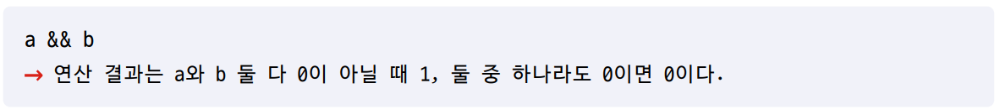 a && b
→ 연산 결과는 a와 b 둘 다 0이 아닐 때 1, 둘 중 하나라도 0이면 0이다.